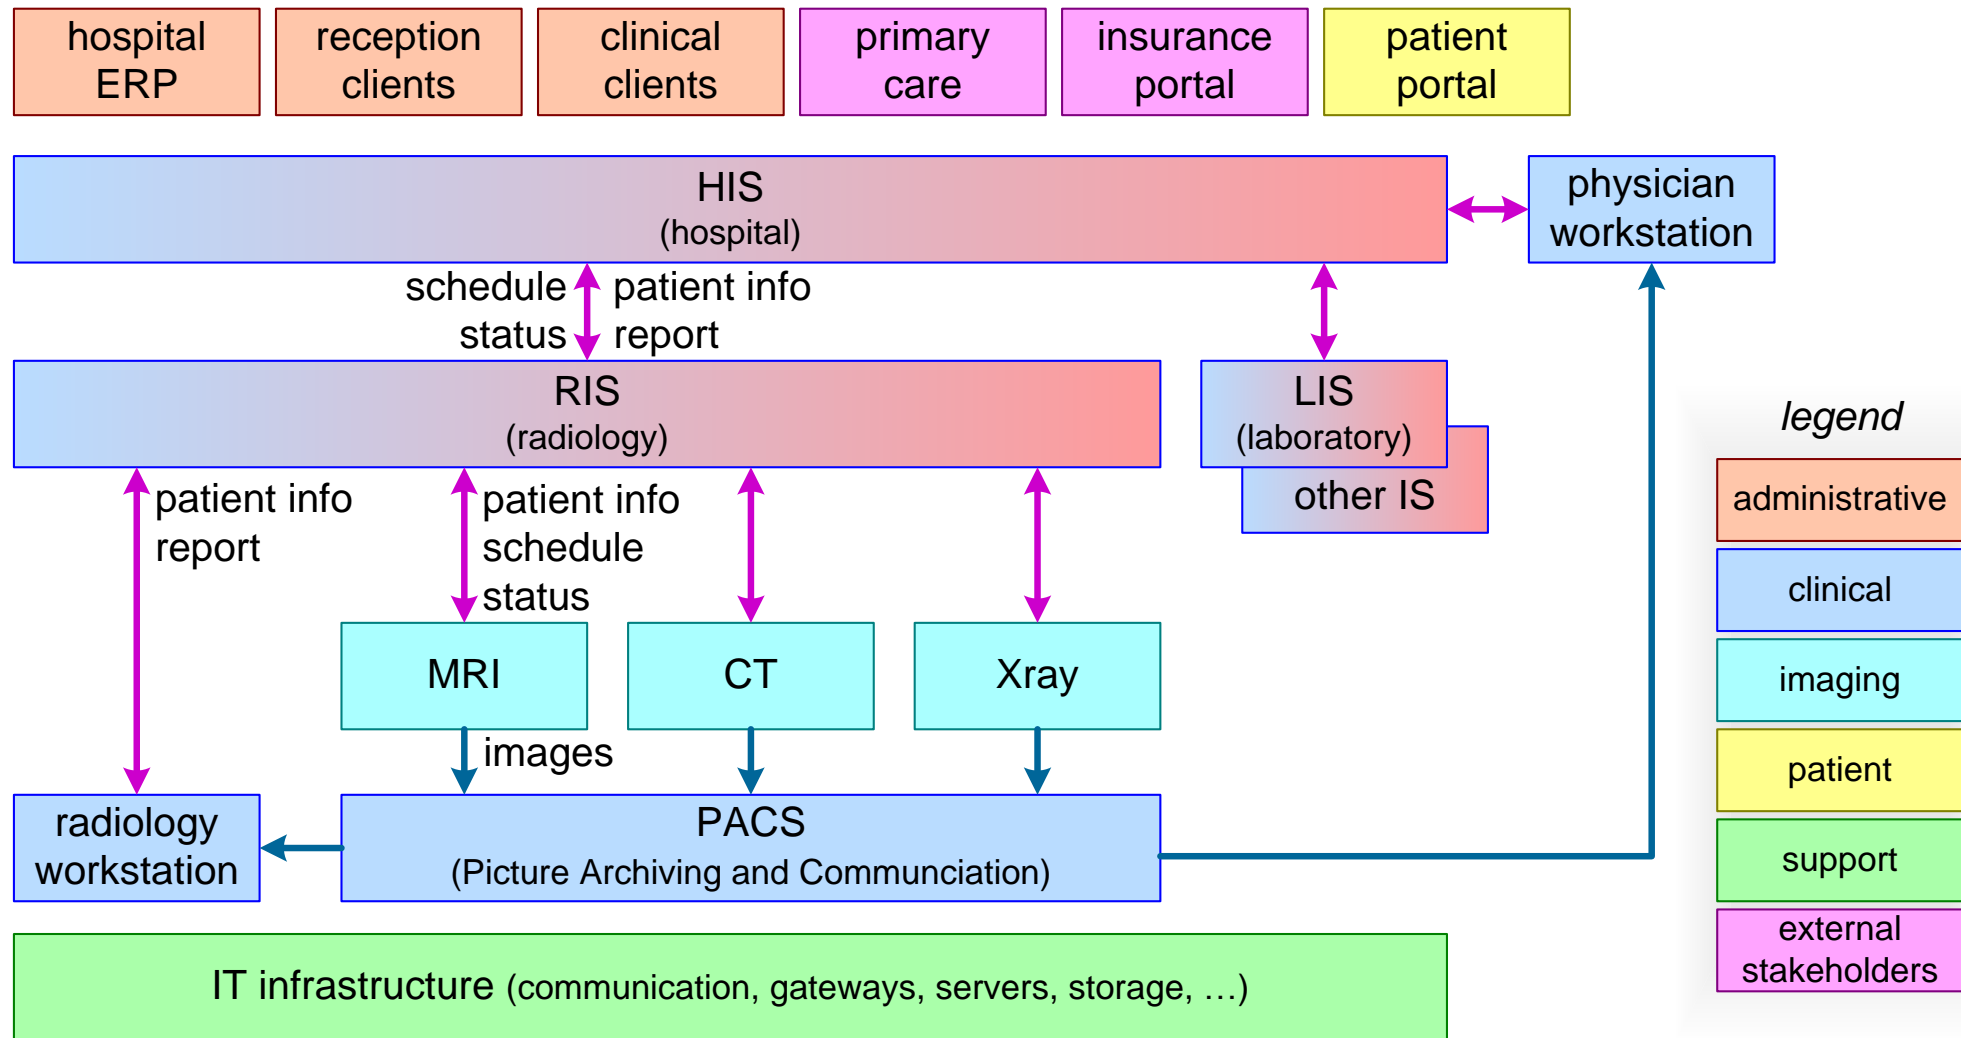 hospital
ERP
reception
clients
clinical
clients
primary
care
insurance
portal
patient
portal
HIS
(hospital)
physician
workstation
schedule
status
patient info
report
RIS
(radiology)
LIS
(laboratory)
other IS
patient info
report
patient info
schedule
status
MRI
CT
Xray
images
radiology
workstation
PACS
(Picture Archiving and Communciation)
IT infrastructure (communication, gateways, servers, storage, …)
legend
administrative
clinical
imaging
patient
support
external
stakeholders